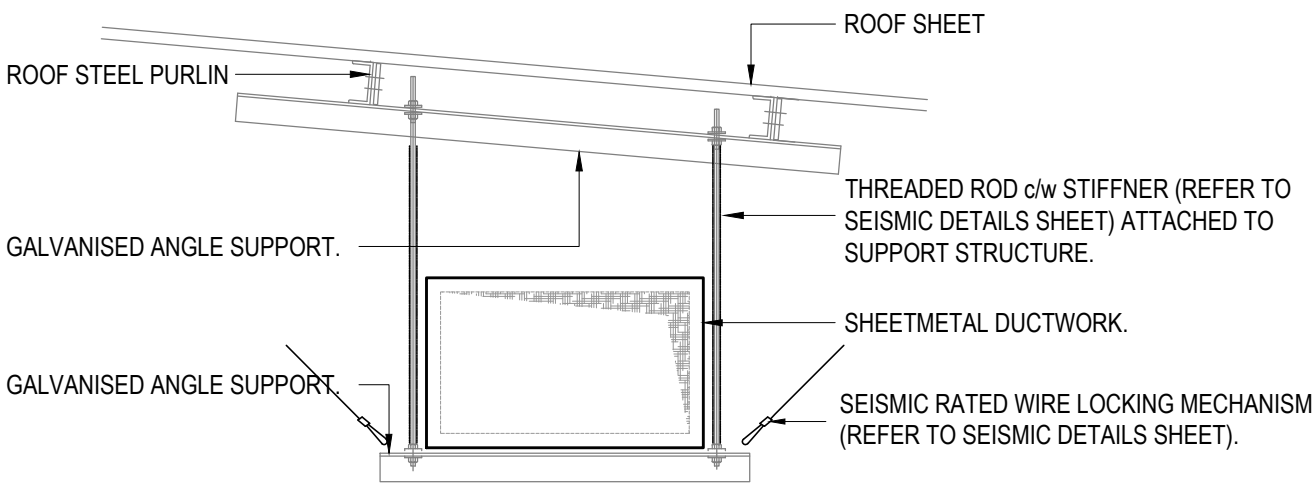 ROOF SHEET
ROOF STEEL PURLIN
THREADED ROD c/w STIFFNER (REFER TO
SEISMIC DETAILS SHEET) ATTACHED TO
SUPPORT STRUCTURE.
GALVANISED ANGLE SUPPORT.
SHEETMETAL DUCTWORK.
GALVANISED ANGLE SUPPORT.
SEISMIC RATED WIRE LOCKING MECHANISM
(REFER TO SEISMIC DETAILS SHEET).